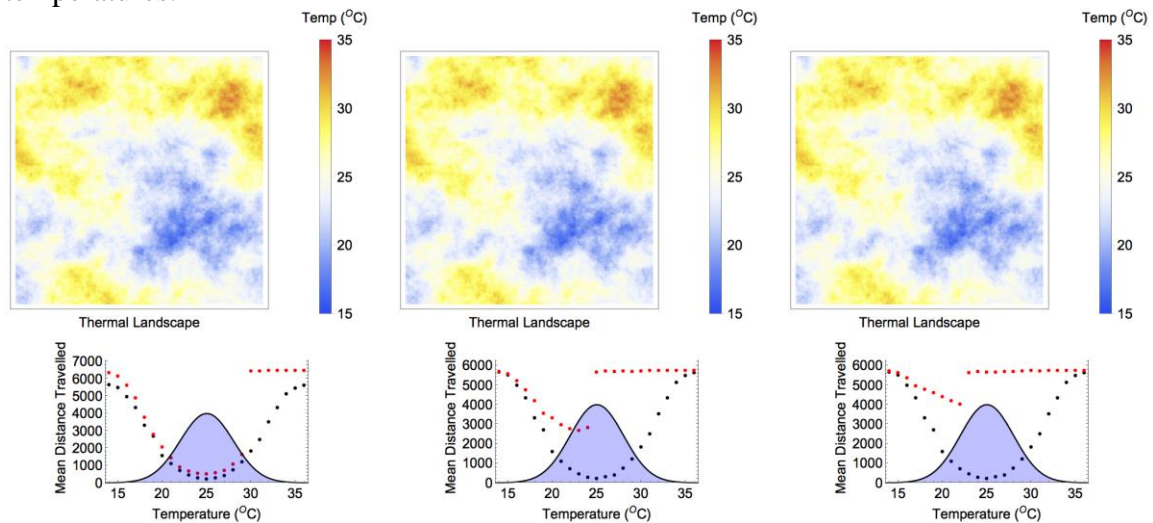 temperatures.
Temp (°C) Temp (°C) Temp (°C)
35 35 35
30 30 30
25 25 25
20 20 20
15 15 15
Thermal Landscape Thermal Landscape Thermal Landscape
Mean Distance Travelled
7000
6000
5000
4000
3000
2000
1000
0
15 20 25 30 35
Temperature (°C)
Mean Distance Travelled
6000
5000
4000
3000
2000
1000
0
15 20 25 30 35
Temperature (°C)
Mean Distance Travelled
6000
5000
4000
3000
2000
1000
0
15 20 25 30 35
Temperature (°C)